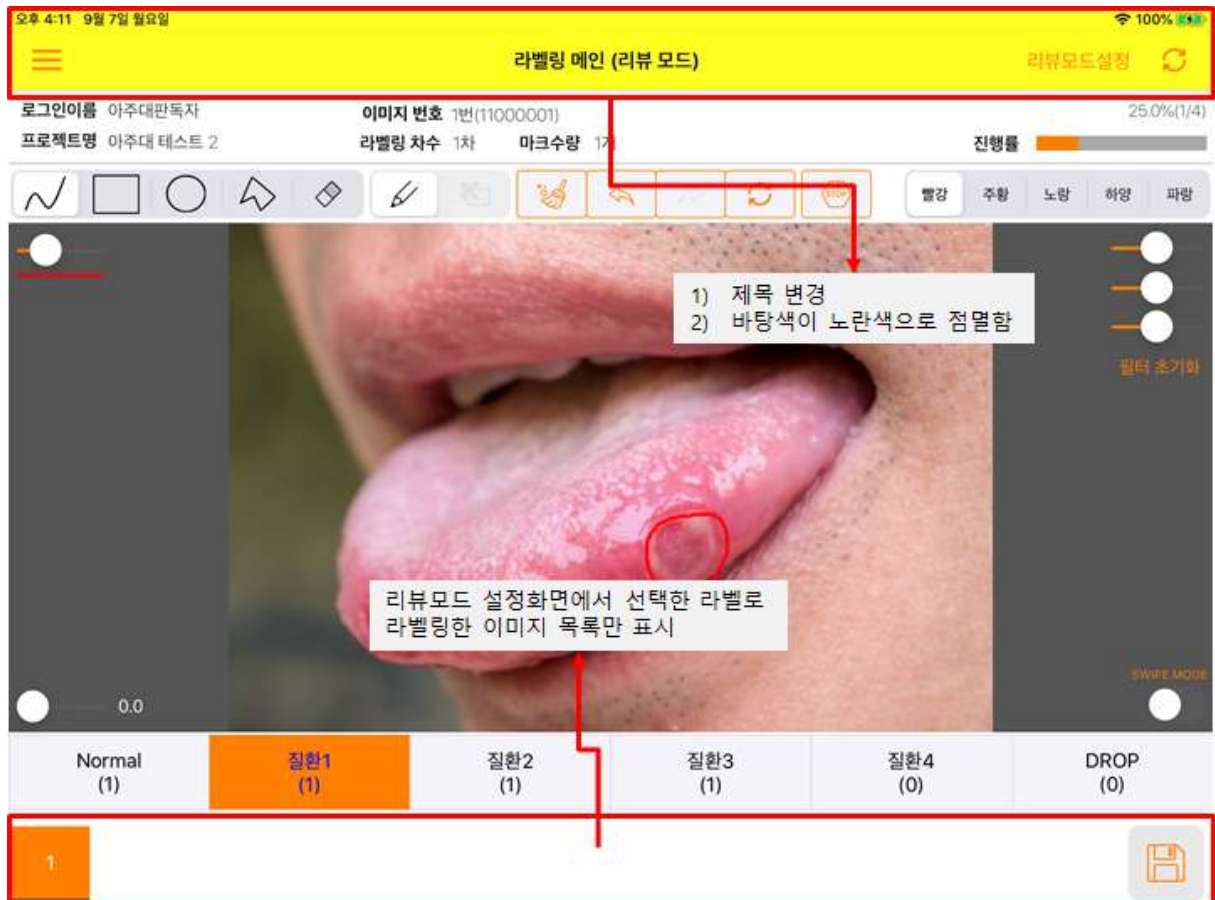 오후 4:11 9월 7일 월요일 100%
라벨링 메인 (리뷰 모드) 리뷰모드설정
로그인이름 아주대판독자 이미지 번호 1번(11000001) 25.0%(1/4)
프로젝트명 아주대 테스트 2 라벨링 차수 1차 마크수량 진행률
STOP 빨강 주황 노랑 하양 파랑
1) 제목 변경
2) 바탕색이 노란색으로 점멸함
필터 초기화
리뷰모드 설정화면에서 선택한 라벨로
라벨링한 이미지 목록만 표시
SWIPE MODE
0.0
Normal 질환1 질환2 질환3 질환4 DROP
(1) (1) (1) (1) (0) (0)
1